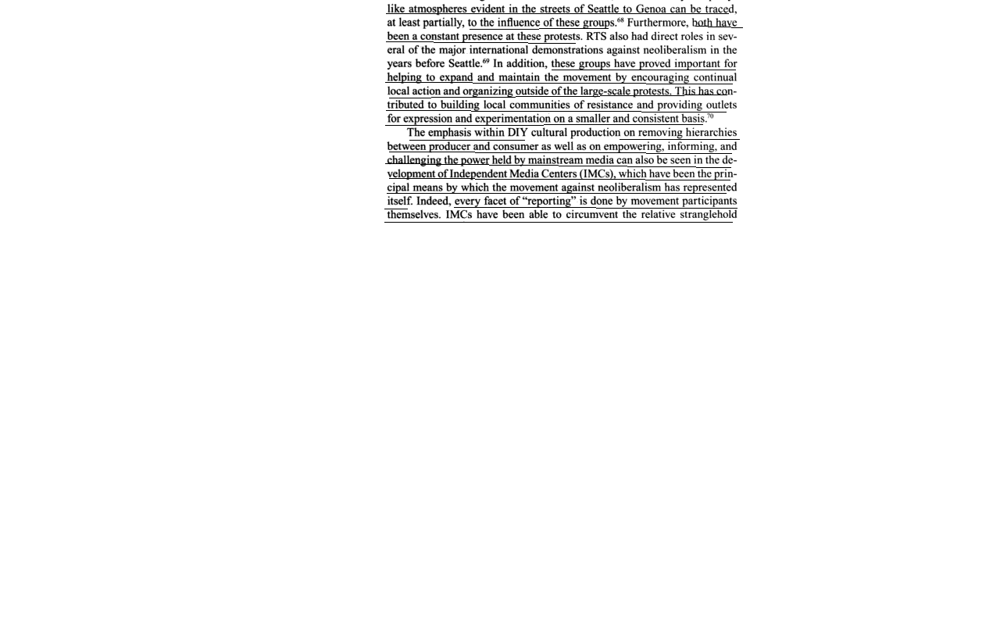 like atmospheres evident in the streets of Seattle to Genoa can be traced,
at least partially, to the influence of these groups.68 Furthermore, both have
been a constant presence at these protests. RTS also had direct roles in sev-
eral of the major international demonstrations against neoliberalism in the
years before Seattle.69 In addition, these groups have proved important for
helping to expand and maintain the movement by encouraging continual
local action and organizing outside of the large-scale protests. This has con-
tributed to building local communities of resistance and providing outlets
for expression and experimentation on a smaller and consistent basis.70
The emphasis within DIY cultural production on removing hierarchies
between producer and consumer as well as on empowering, informing, and
challenging the power held by mainstream media can also be seen in the de-
velopment of Independent Media Centers (IMCs), which have been the prin-
cipal means by which the movement against neoliberalism has represented
itself. Indeed, every facet of “reporting” is done by movement participants
themselves. IMCs have been able to circumvent the relative stranglehold